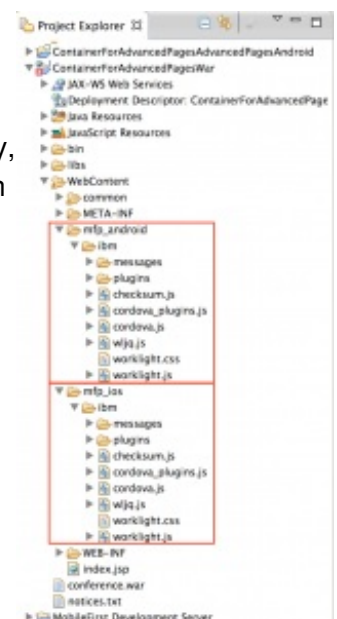 Project Explorer
ContainerForAdvancedPagesAdvancedPagesAndroid
ContainerForAdvancedPagesWar
JAX-WS Web Services
Deployment Descriptor: ContainerForAdvancedPage
Java Resources
JavaScript Resources
bin
libs
WebContent
common
META-INF
mfp_android
ibm
messages
plugins
checksum.js
cordova_plugins.js
cordova.js
wljq.js
worklight.css
worklight.js
mfp_ios
ibm
messages
plugins
checksum.js
cordova_plugins.js
cordova.js
wljq.js
worklight.css
worklight.js
WEB-INF
index.jsp
conference.war
notices.txt
MobileFirst Development Server